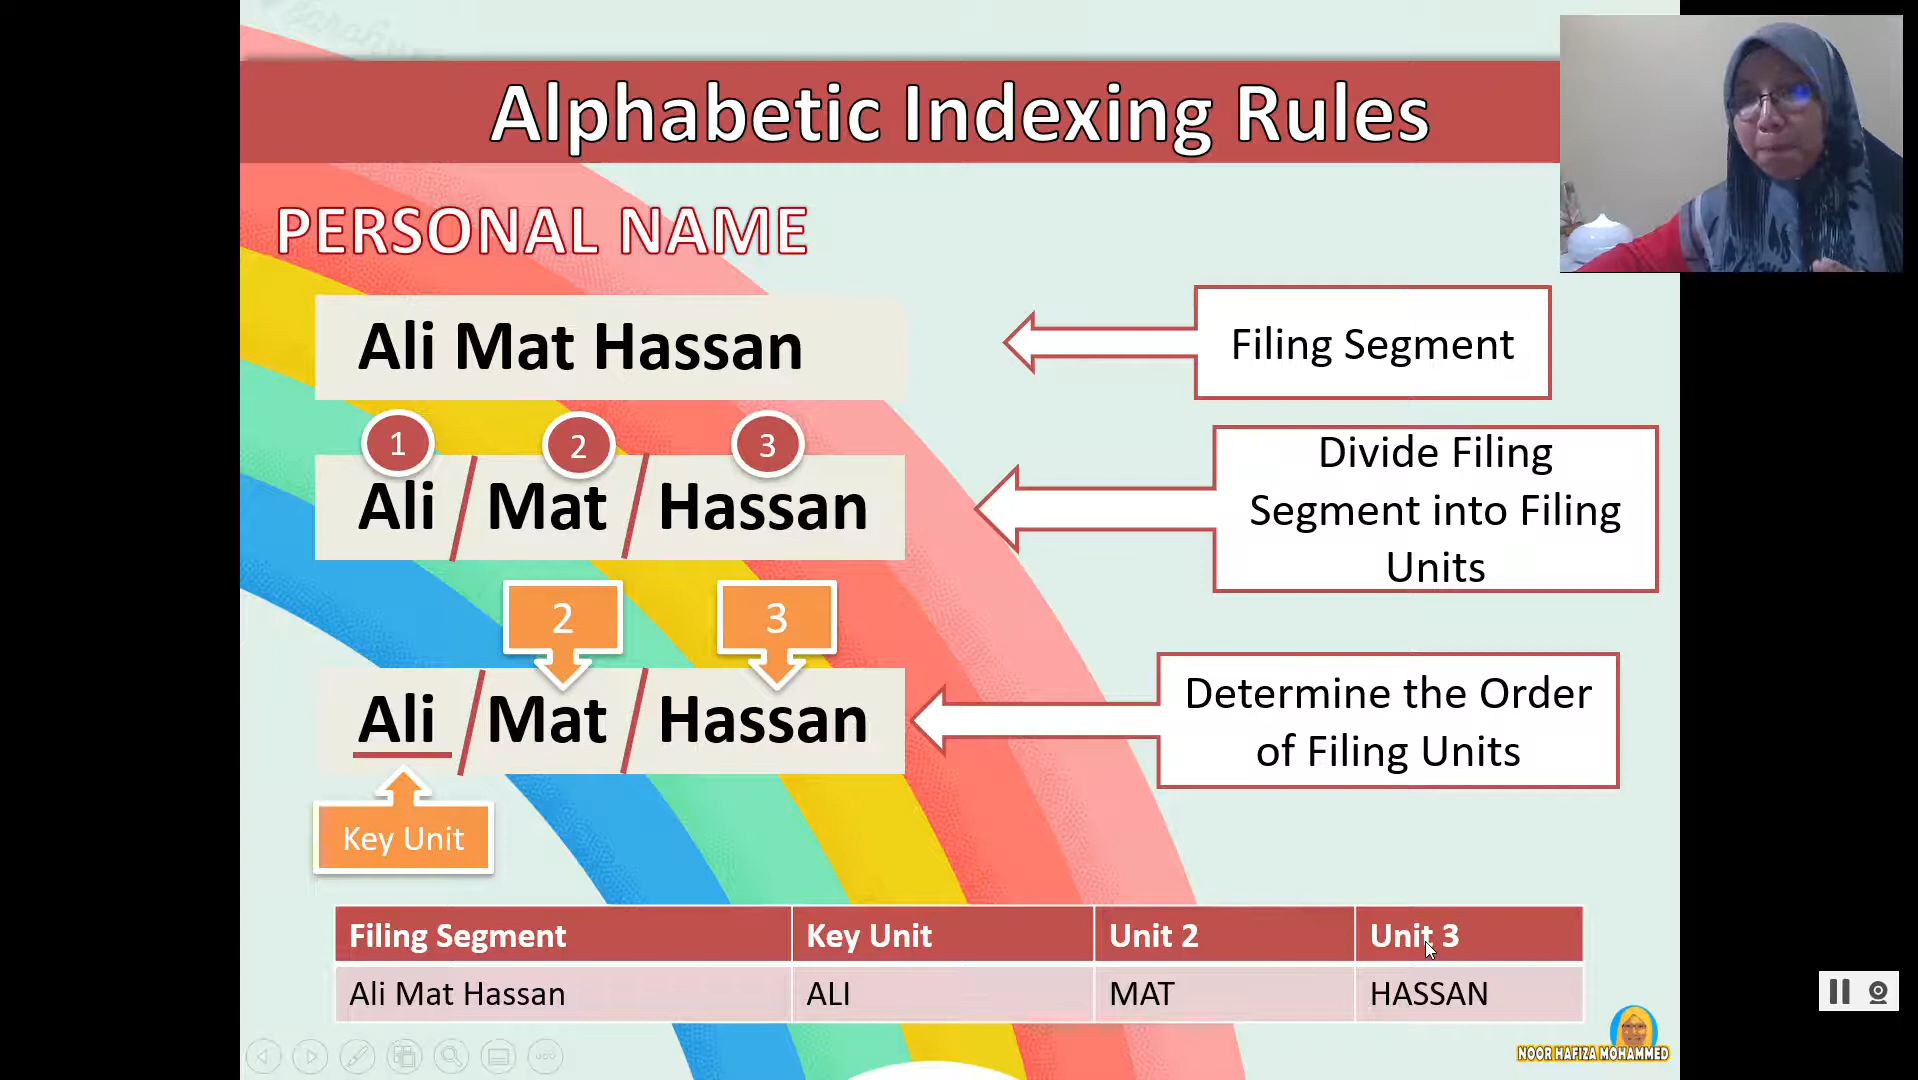 Alphabetic Indexing Rules
PERSONAL NAME
Ali Mat Hassan
Filing Segment
1 2 3
Ali / Mat / Hassan
Divide Filing
Segment into Filing
Units
2 3
Ali / Mat / Hassan
Determine the Order
of Filing Units
Key Unit
Filing Segment Key Unit Unit 2 Unit 3
Ali Mat Hassan ALI MAT HASSAN
NOOR HAFIZA MOHAMMED